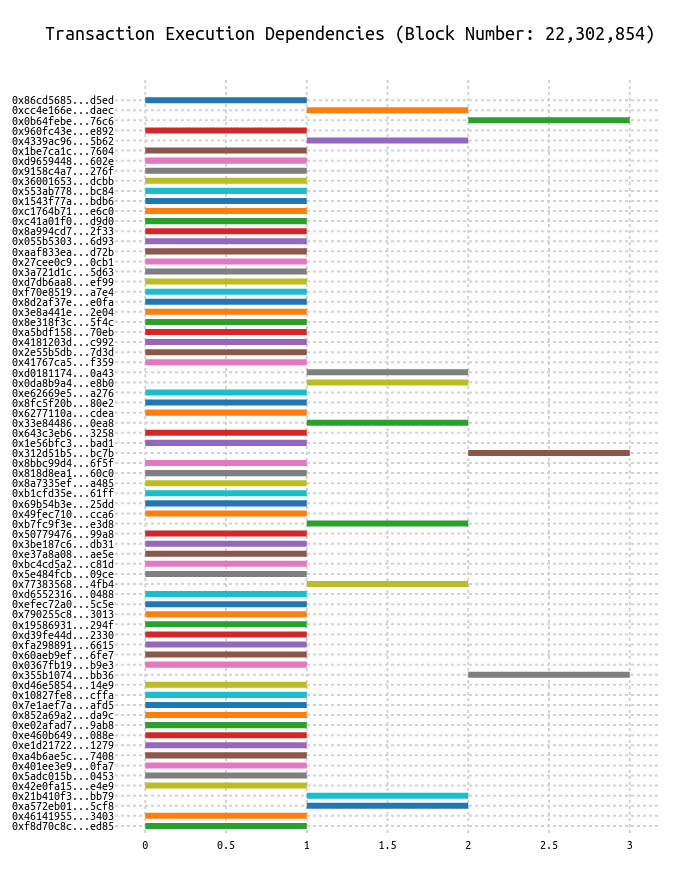 Transaction Execution Dependencies (Block Number: 22,302,854)
0x86cd5685...d5ed
0xcc4e166e...daec
0x0b64febe...76c6
0x960fc43e...e892
0x4339ac96...5b62
0x1be7ca1c...7604
0xd9659448...602e
0x9158c4a7...276f
0x36001653...dcbb
0x553ab778...bc84
0x1543f77a...bdb6
0xc1764b71...e6c0
0xc41a01f0...d9d0
0x8a994cd7...2f33
0x055b5303...6d93
0xaaf833ea...d72b
0x27cee0c9...0cb1
0x3a721d1c...5d63
0xd7db6aa8...ef99
0xf70e8519...a7e4
0x8d2af37e...e0fa
0x3e8a441e...2e04
0x8e318f3c...5f4c
0xa5bdf158...70eb
0x4181203d...c992
0x2e55b5db...7d3d
0x41767ca5...f359
0xd0181174...0a43
0x0da8b9a4...e8b0
0xe62669e5...a276
0x8fc5f20b...80e2
0x6277110a...cdea
0x33e84486...0ea8
0x643c3eb6...3258
0x1e56bfc3...bad1
0x312d51b5...bc7b
0x8bbc99d4...6f5f
0x818d8ea1...60c0
0x8a7335ef...a485
0xb1cfd35e...61ff
0x69b54b3e...25dd
0x49fec710...cca6
0xb7fc9f3e...e3d8
0x50779476...99a8
0x3be187c6...db31
0xe37a8a08...ae5e
0xbc4cd5a2...c81d
0x5e484fcb...09ce
0x77383568...4fb4
0xd6552316...0488
0xefec72a0...5c5e
0x790255c8...3013
0x19586931...294f
0xd39fe44d...2330
0xfa298891...6615
0x60aeb9ef...6fe7
0x0367fb19...b9e3
0x355b1074...bb36
0xd46e5854...14e9
0x10827fe8...cffa
0x7e1aef7a...afd5
0x852a69a2...da9c
0xe02afad7...9ab8
0xe460b649...088e
0xe1d21722...1279
0xa4b6ae5c...7408
0x401ee3e9...0fa7
0x5adc015b...0453
0x42e0fa15...e4e9
0x21b410f3...bb79
0xa572eb01...5cf8
0x46141955...3403
0xf8d70c8c...ed85
0 0.5 1 1.5 2 2.5 3